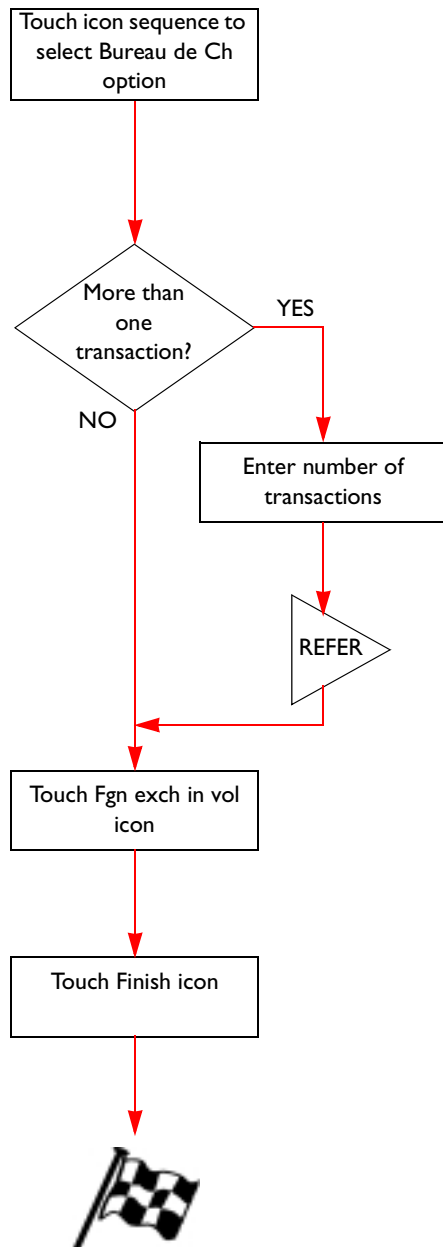 Touch icon sequence to
select Bureau de Ch
option
More than
one
transaction?
YES
NO
Enter number of
transactions
REFER
Touch Fgn exch in vol
icon
Touch Finish icon